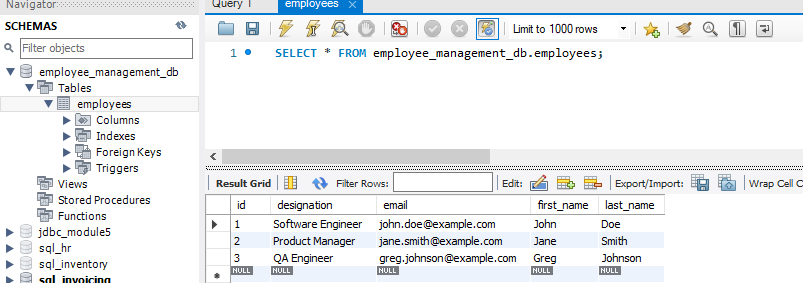 Navigator
SCHEMAS
Filter objects
employee_management_db
Tables
employees
Columns
Indexes
Foreign Keys
Triggers
Views
Stored Procedures
Functions
jdbc_module5
sql_hr
sql_inventory
sql_invoicing
Query 1 employees
Limit to 1000 rows
1 SELECT * FROM employee_management_db.employees;
Result Grid Filter Rows: Edit: Export/Import: Wrap Cell C
id designation email first_name last_name
1 Software Engineer john.doe@example.com John Doe
2 Product Manager jane.smith@example.com Jane Smith
3 QA Engineer greg.johnson@example.com Greg Johnson
NULL NULL NULL NULL NULL